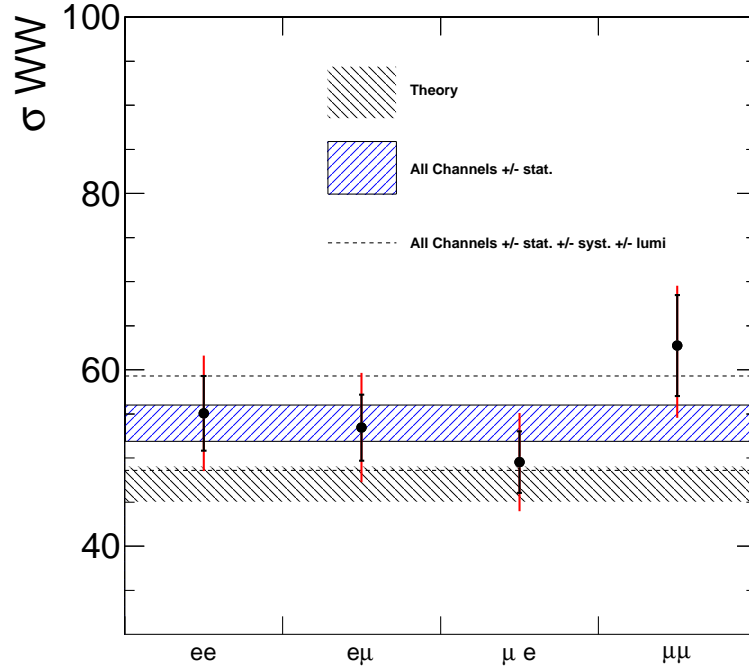 100
σ WW
Theory
All Channels +/- stat.
80
All Channels +/- stat. +/- syst. +/- lumi
60
40
ee eμ μ e μμ